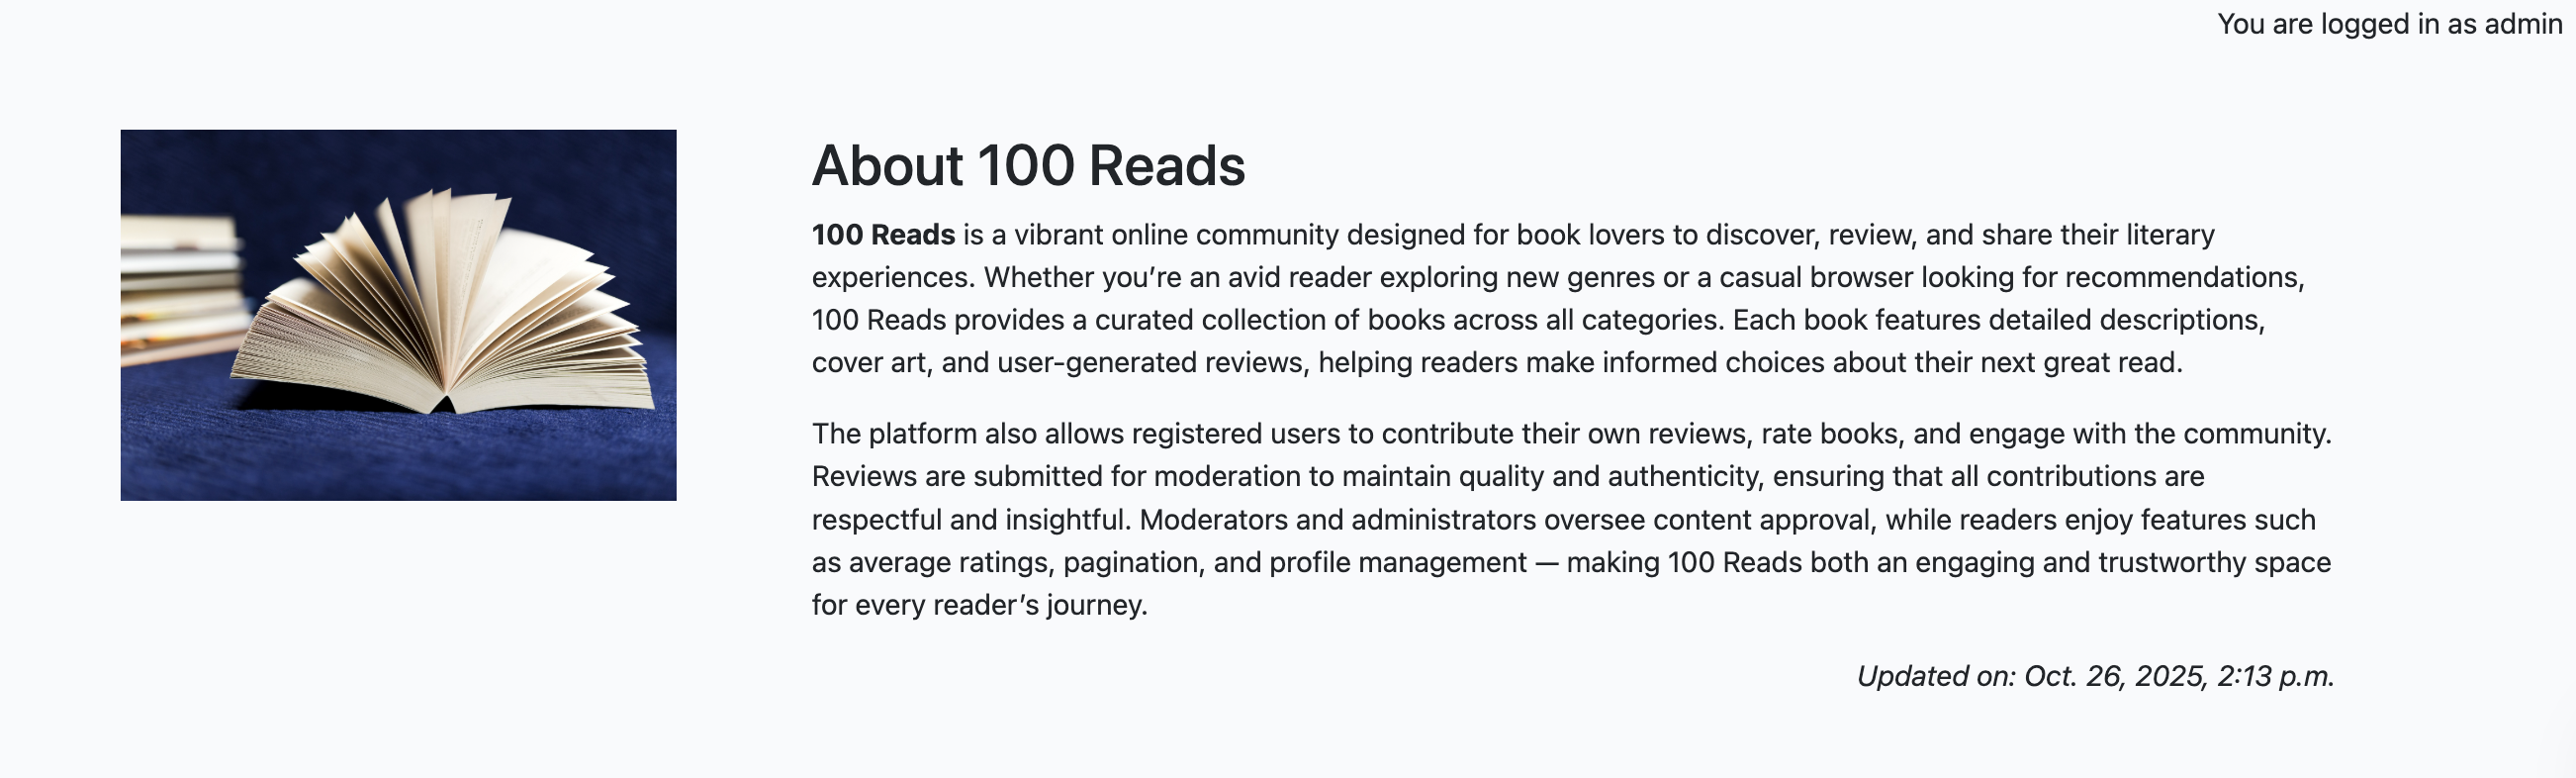 You are logged in as admin
About 100 Reads
100 Reads is a vibrant online community designed for book lovers to discover, review, and share their literary
experiences. Whether you’re an avid reader exploring new genres or a casual browser looking for recommendations,
100 Reads provides a curated collection of books across all categories. Each book features detailed descriptions,
cover art, and user-generated reviews, helping readers make informed choices about their next great read.
The platform also allows registered users to contribute their own reviews, rate books, and engage with the community.
Reviews are submitted for moderation to maintain quality and authenticity, ensuring that all contributions are
respectful and insightful. Moderators and administrators oversee content approval, while readers enjoy features such
as average ratings, pagination, and profile management — making 100 Reads both an engaging and trustworthy space
for every reader’s journey.
Updated on: Oct. 26, 2025, 2:13 p.m.